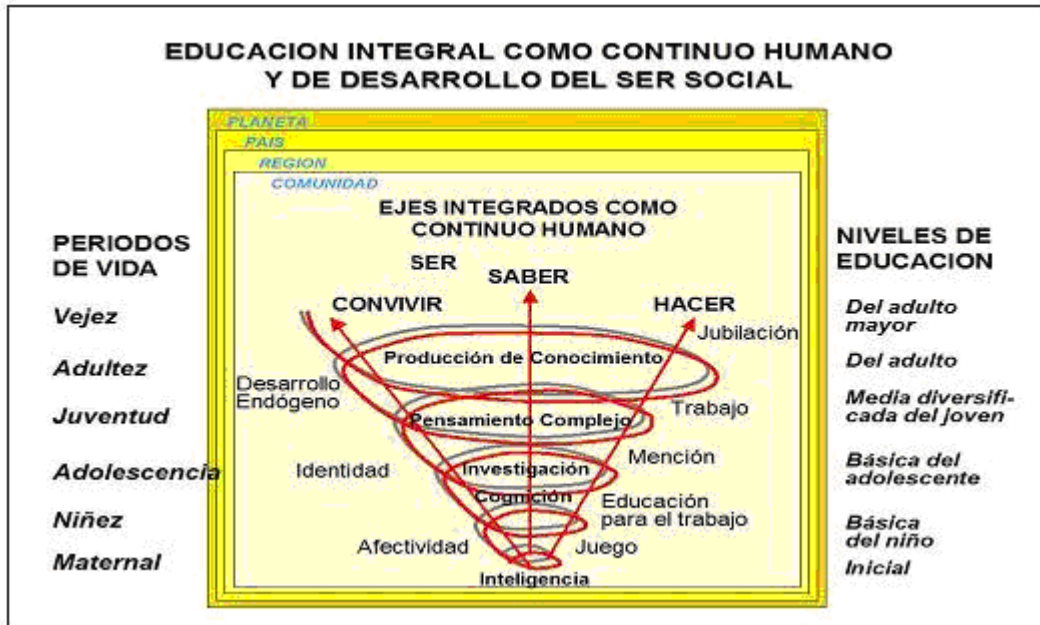 EDUCACION INTEGRAL COMO CONTINUO HUMANO
Y DE DESARROLLO DEL SER SOCIAL
PLANETA
PAIS
REGION
COMUNIDAD
EJES INTEGRADOS COMO
CONTINUO HUMANO
SER
SABER
CONVIVIR
HACER
PERIODOS
DE VIDA
Vejez
Adultez
Juventud
Adolescencia
Niñez
Maternal
Jubilación
Producción de Conocimiento
Desarrollo
Endógeno
Trabajo
Pensamiento Complejo
Mención
Identidad
Investigación
Cognición
Educación
para el trabajo
Afectividad
Juego
Inteligencia
NIVELES DE
EDUCACION
Del adulto
mayor
Del adulto
Media diversifi-
cada del joven
Básica del
adolescente
Básica
del niño
Inicial